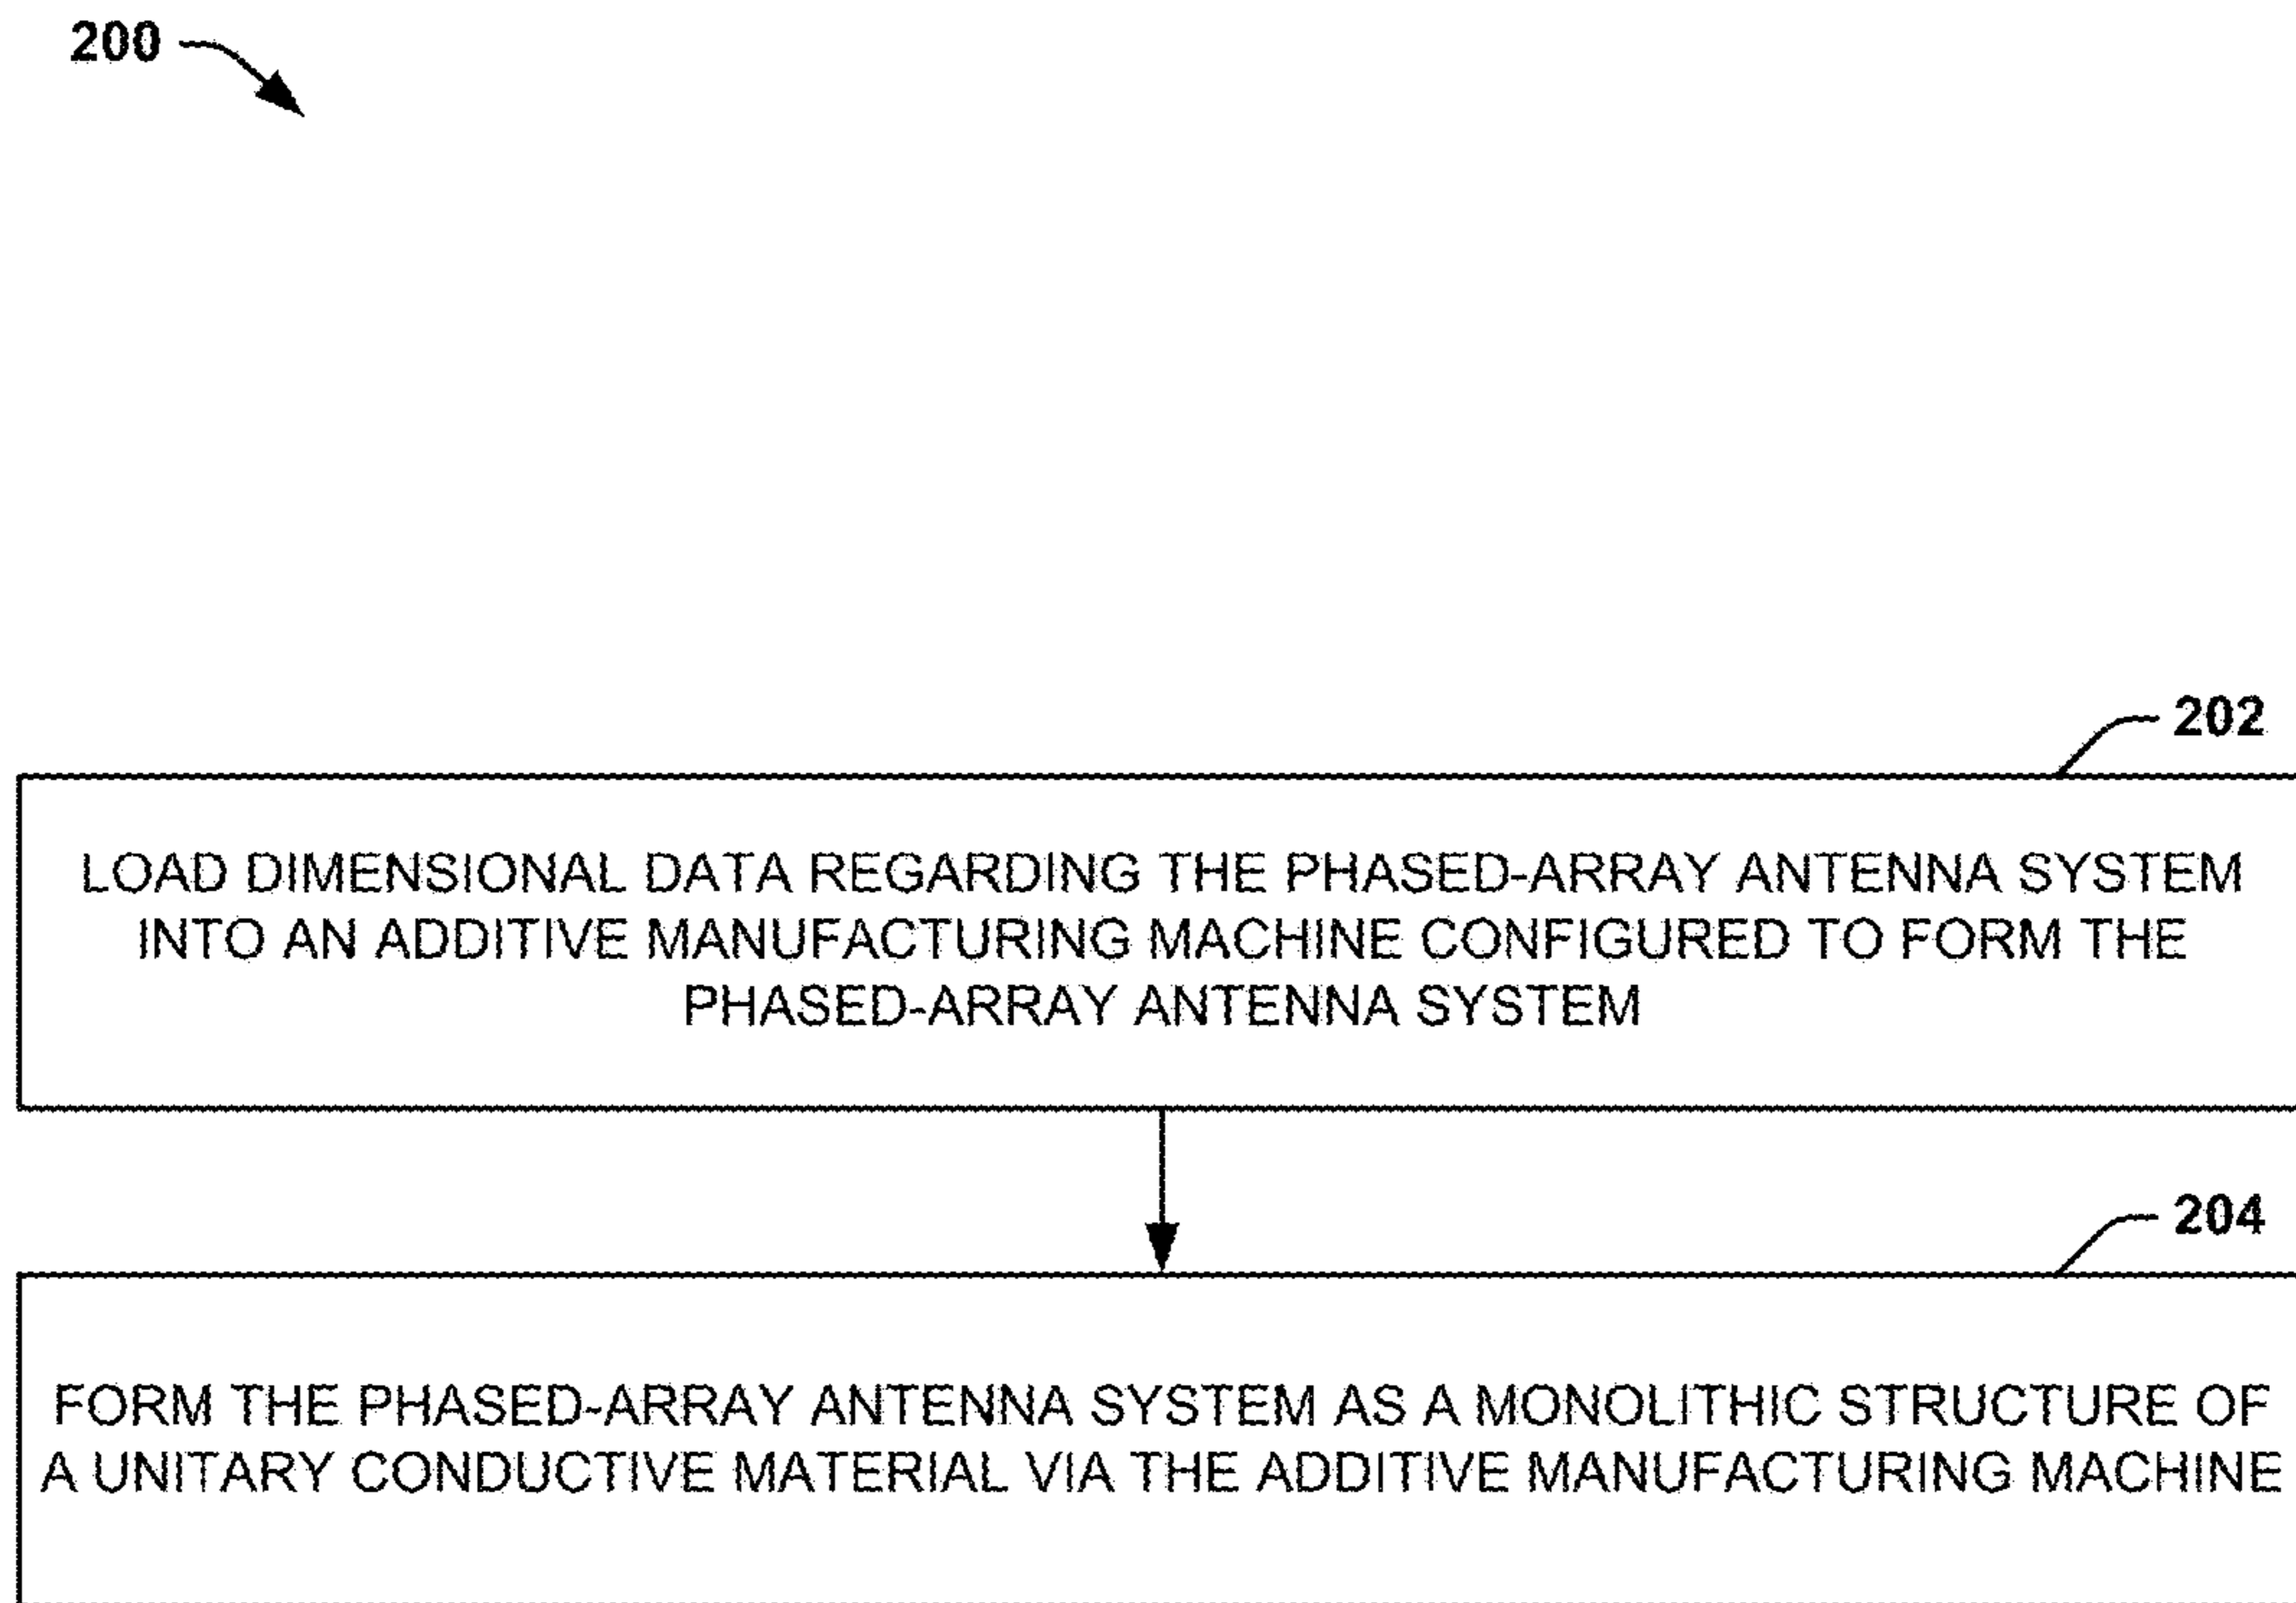 200
202
LOAD DIMENSIONAL DATA REGARDING THE PHASED-ARRAY ANTENNA SYSTEM
INTO AN ADDITIVE MANUFACTURING MACHINE CONFIGURED TO FORM THE
PHASED-ARRAY ANTENNA SYSTEM
204
FORM THE PHASED-ARRAY ANTENNA SYSTEM AS A MONOLITHIC STRUCTURE OF
A UNITARY CONDUCTIVE MATERIAL VIA THE ADDITIVE MANUFACTURING MACHINE